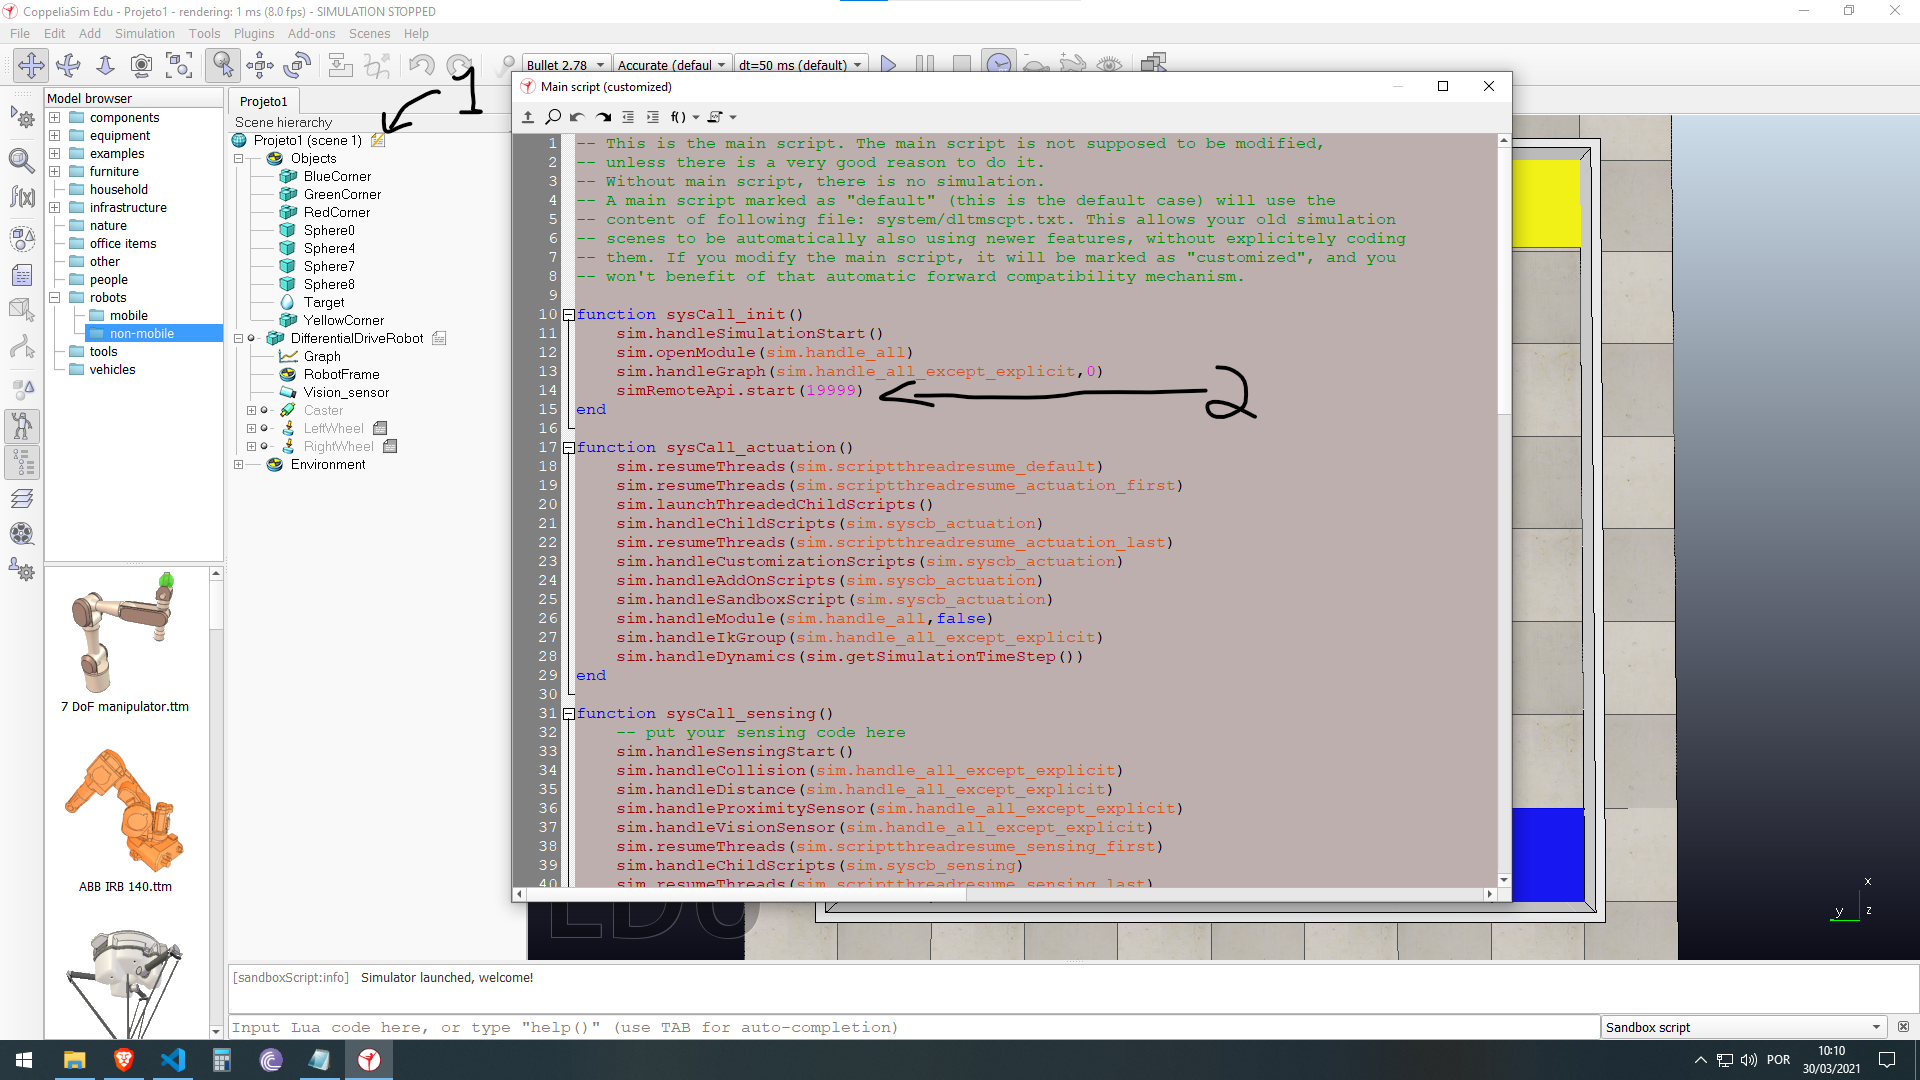 CoppeliaSim Edu - Projeto1 - rendering: 1 ms (8.0 fps) - SIMULATION STOPPED
File Edit Add Simulation Tools Plugins Add-ons Scenes Help
Bullet 2.78 Accurate (defaul dt=50 ms (default)
1
Model browser
components
equipment
examples
furniture
household
infrastructure
nature
office items
other
people
robots
mobile
non-mobile
tools
vehicles
7 DoF manipulator.ttm
ABB IRB 140.ttm
Projeto1
Scene hierarchy
Projeto1 (scene 1)
Objects
BlueCorner
GreenCorner
RedCorner
Sphere0
Sphere4
Sphere7
Sphere8
Target
YellowCorner
DifferentialDriveRobot
Graph
RobotFrame
Vision_sensor
Caster
LeftWheel
RightWheel
Environment
Main script (customized)
f()
1 -- This is the main script. The main script is not supposed to be modified,
2 -- unless there is a very good reason to do it.
3 -- Without main script, there is no simulation.
4 -- A main script marked as "default" (this is the default case) will use the
5 -- content of following file: system/dltmscpt.txt. This allows your old simulation
6 -- scenes to be automatically also using newer features, without explicitely coding
7 -- them. If you modify the main script, it will be marked as "customized", and you
8 -- won't benefit of that automatic forward compatibility mechanism.
9
10 function sysCall_init()
11 sim.handleSimulationStart()
12 sim.openModule(sim.handle_all)
13 sim.handleGraph(sim.handle_all_except_explicit,0)
14 simRemoteApi.start(19999)
2
15 end
16
17 function sysCall_actuation()
18 sim.resumeThreads(sim.scriptthreadresume_default)
19 sim.resumeThreads(sim.scriptthreadresume_actuation_first)
20 sim.launchThreadedChildScripts()
21 sim.handleChildScripts(sim.syscb_actuation)
22 sim.resumeThreads(sim.scriptthreadresume_actuation_last)
23 sim.handleCustomizationScripts(sim.syscb_actuation)
24 sim.handleAddOnScripts(sim.syscb_actuation)
25 sim.handleSandboxScript(sim.syscb_actuation)
26 sim.handleModule(sim.handle_all,false)
27 sim.handleIkGroup(sim.handle_all_except_explicit)
28 sim.handleDynamics(sim.getSimulationTimeStep())
29 end
30
31 function sysCall_sensing()
32 -- put your sensing code here
33 sim.handleSensingStart()
34 sim.handleCollision(sim.handle_all_except_explicit)
35 sim.handleDistance(sim.handle_all_except_explicit)
36 sim.handleProximitySensor(sim.handle_all_except_explicit)
37 sim.handleVisionSensor(sim.handle_all_except_explicit)
38 sim.resumeThreads(sim.scriptthreadresume_sensing_first)
39 sim.handleChildScripts(sim.syscb_sensing)
40 sim.resumeThreads(sim.scriptthreadresume_sensing_last)
EDU
x
y z
[sandboxScript:info] Simulator launched, welcome!
Input Lua code here, or type "help()" (use TAB for auto-completion)
Sandbox script
POR
10:10
30/03/2021